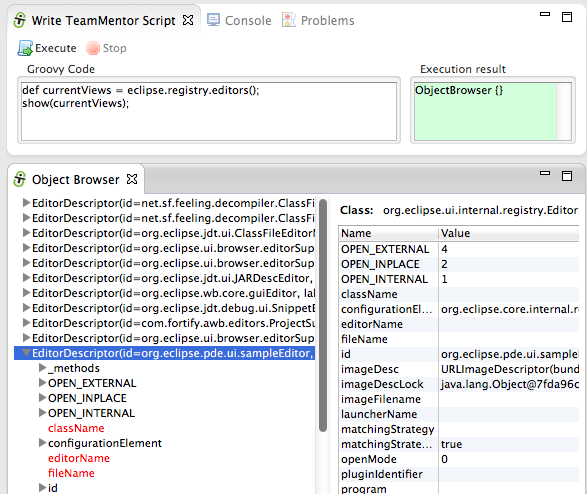 Write TeamMentor Script
Console
Problems
Execute
Stop
Groovy Code
Execution result
def currentViews = eclipse.registry.editors();
show(currentViews);
ObjectBrowser {}
Object Browser
EditorDescriptor(id=net.sf.feeling.decompiler.ClassFi
EditorDescriptor(id=net.sf.feeling.decompiler.ClassFi
EditorDescriptor(id=org.eclipse.jdt.ui.ClassFileEditorN
EditorDescriptor(id=org.eclipse.ui.browser.editorSup
EditorDescriptor(id=org.eclipse.ui.browser.editorSup
EditorDescriptor(id=org.eclipse.jdt.ui.JARDescEditor,
EditorDescriptor(id=org.eclipse.wb.core.guiEditor, lal
EditorDescriptor(id=org.eclipse.jdt.debug.ui.SnippetE
EditorDescriptor(id=com.fortify.awb.editors.ProjectSu
EditorDescriptor(id=org.eclipse.ui.browser.editorSup
EditorDescriptor(id=org.eclipse.pde.ui.sampleEditor,
_methods
OPEN_EXTERNAL
OPEN_INPLACE
OPEN_INTERNAL
className
configurationElement
editorName
fileName
id
Class: org.eclipse.ui.internal.registry.Editor
Name Value
OPEN_EXTERNAL 4
OPEN_INPLACE 2
OPEN_INTERNAL 1
className
configurationEl... org.eclipse.core.internal.re
editorName
fileName
id org.eclipse.pde.ui.sampleE
imageDesc URLImageDescriptor(bund
imageDescLock java.lang.Object@7fda96c
imageFilename
launcherName
matchingStrategy
matchingStrate... true
openMode 0
pluginIdentifier
program